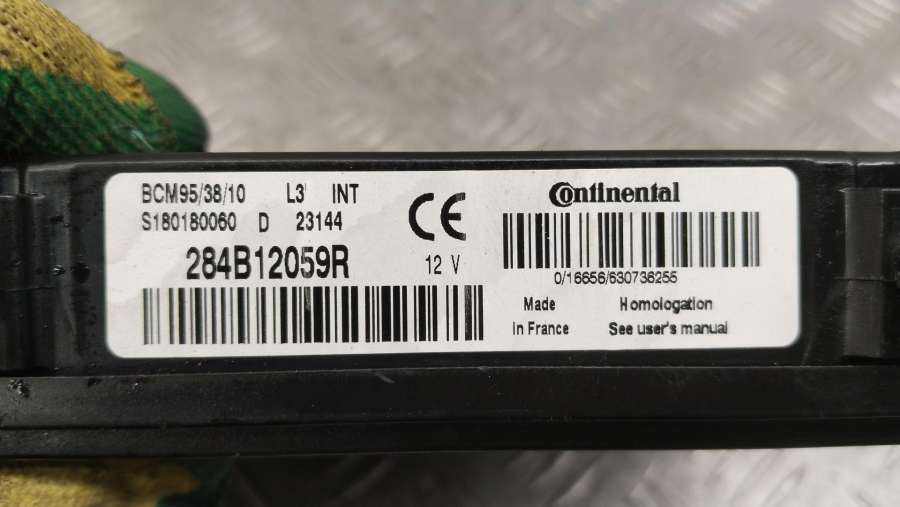 BCM95/38/10 L3 INT
S180180060 D 23144
284B12059R
CE
12 V
Continental
0/16656/630736255
Made
in France
Homologation
See user's manual